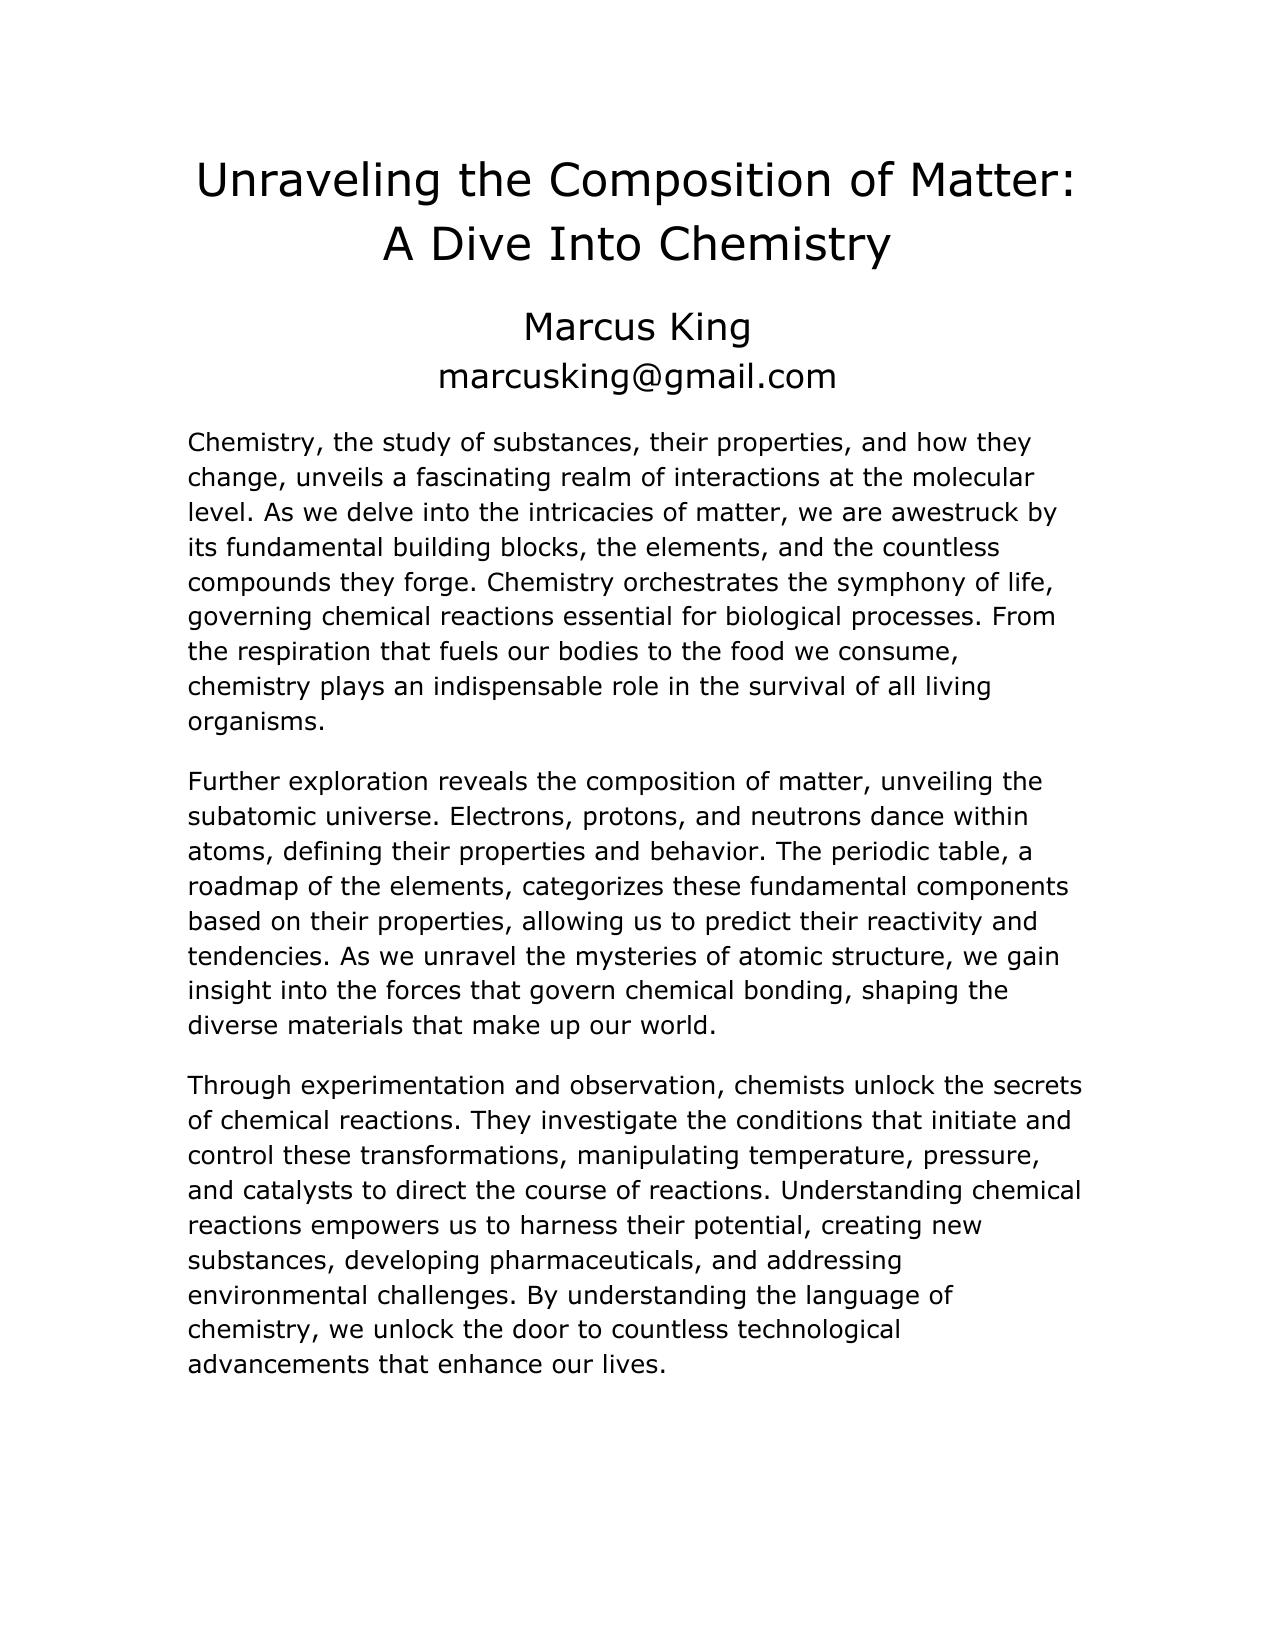 Unraveling the Composition of Matter:
A Dive Into Chemistry
Marcus King
marcusking@gmail.com
Chemistry, the study of substances, their properties, and how they
change, unveils a fascinating realm of interactions at the molecular
level. As we delve into the intricacies of matter, we are awestruck by
its fundamental building blocks, the elements, and the countless
compounds they forge. Chemistry orchestrates the symphony of life,
governing chemical reactions essential for biological processes. From
the respiration that fuels our bodies to the food we consume,
chemistry plays an indispensable role in the survival of all living
organisms.
Further exploration reveals the composition of matter, unveiling the
subatomic universe. Electrons, protons, and neutrons dance within
atoms, defining their properties and behavior. The periodic table, a
roadmap of the elements, categorizes these fundamental components
based on their properties, allowing us to predict their reactivity and
tendencies. As we unravel the mysteries of atomic structure, we gain
insight into the forces that govern chemical bonding, shaping the
diverse materials that make up our world.
Through experimentation and observation, chemists unlock the secrets
of chemical reactions. They investigate the conditions that initiate and
control these transformations, manipulating temperature, pressure,
and catalysts to direct the course of reactions. Understanding chemical
reactions empowers us to harness their potential, creating new
substances, developing pharmaceuticals, and addressing
environmental challenges. By understanding the language of
chemistry, we unlock the door to countless technological
advancements that enhance our lives.